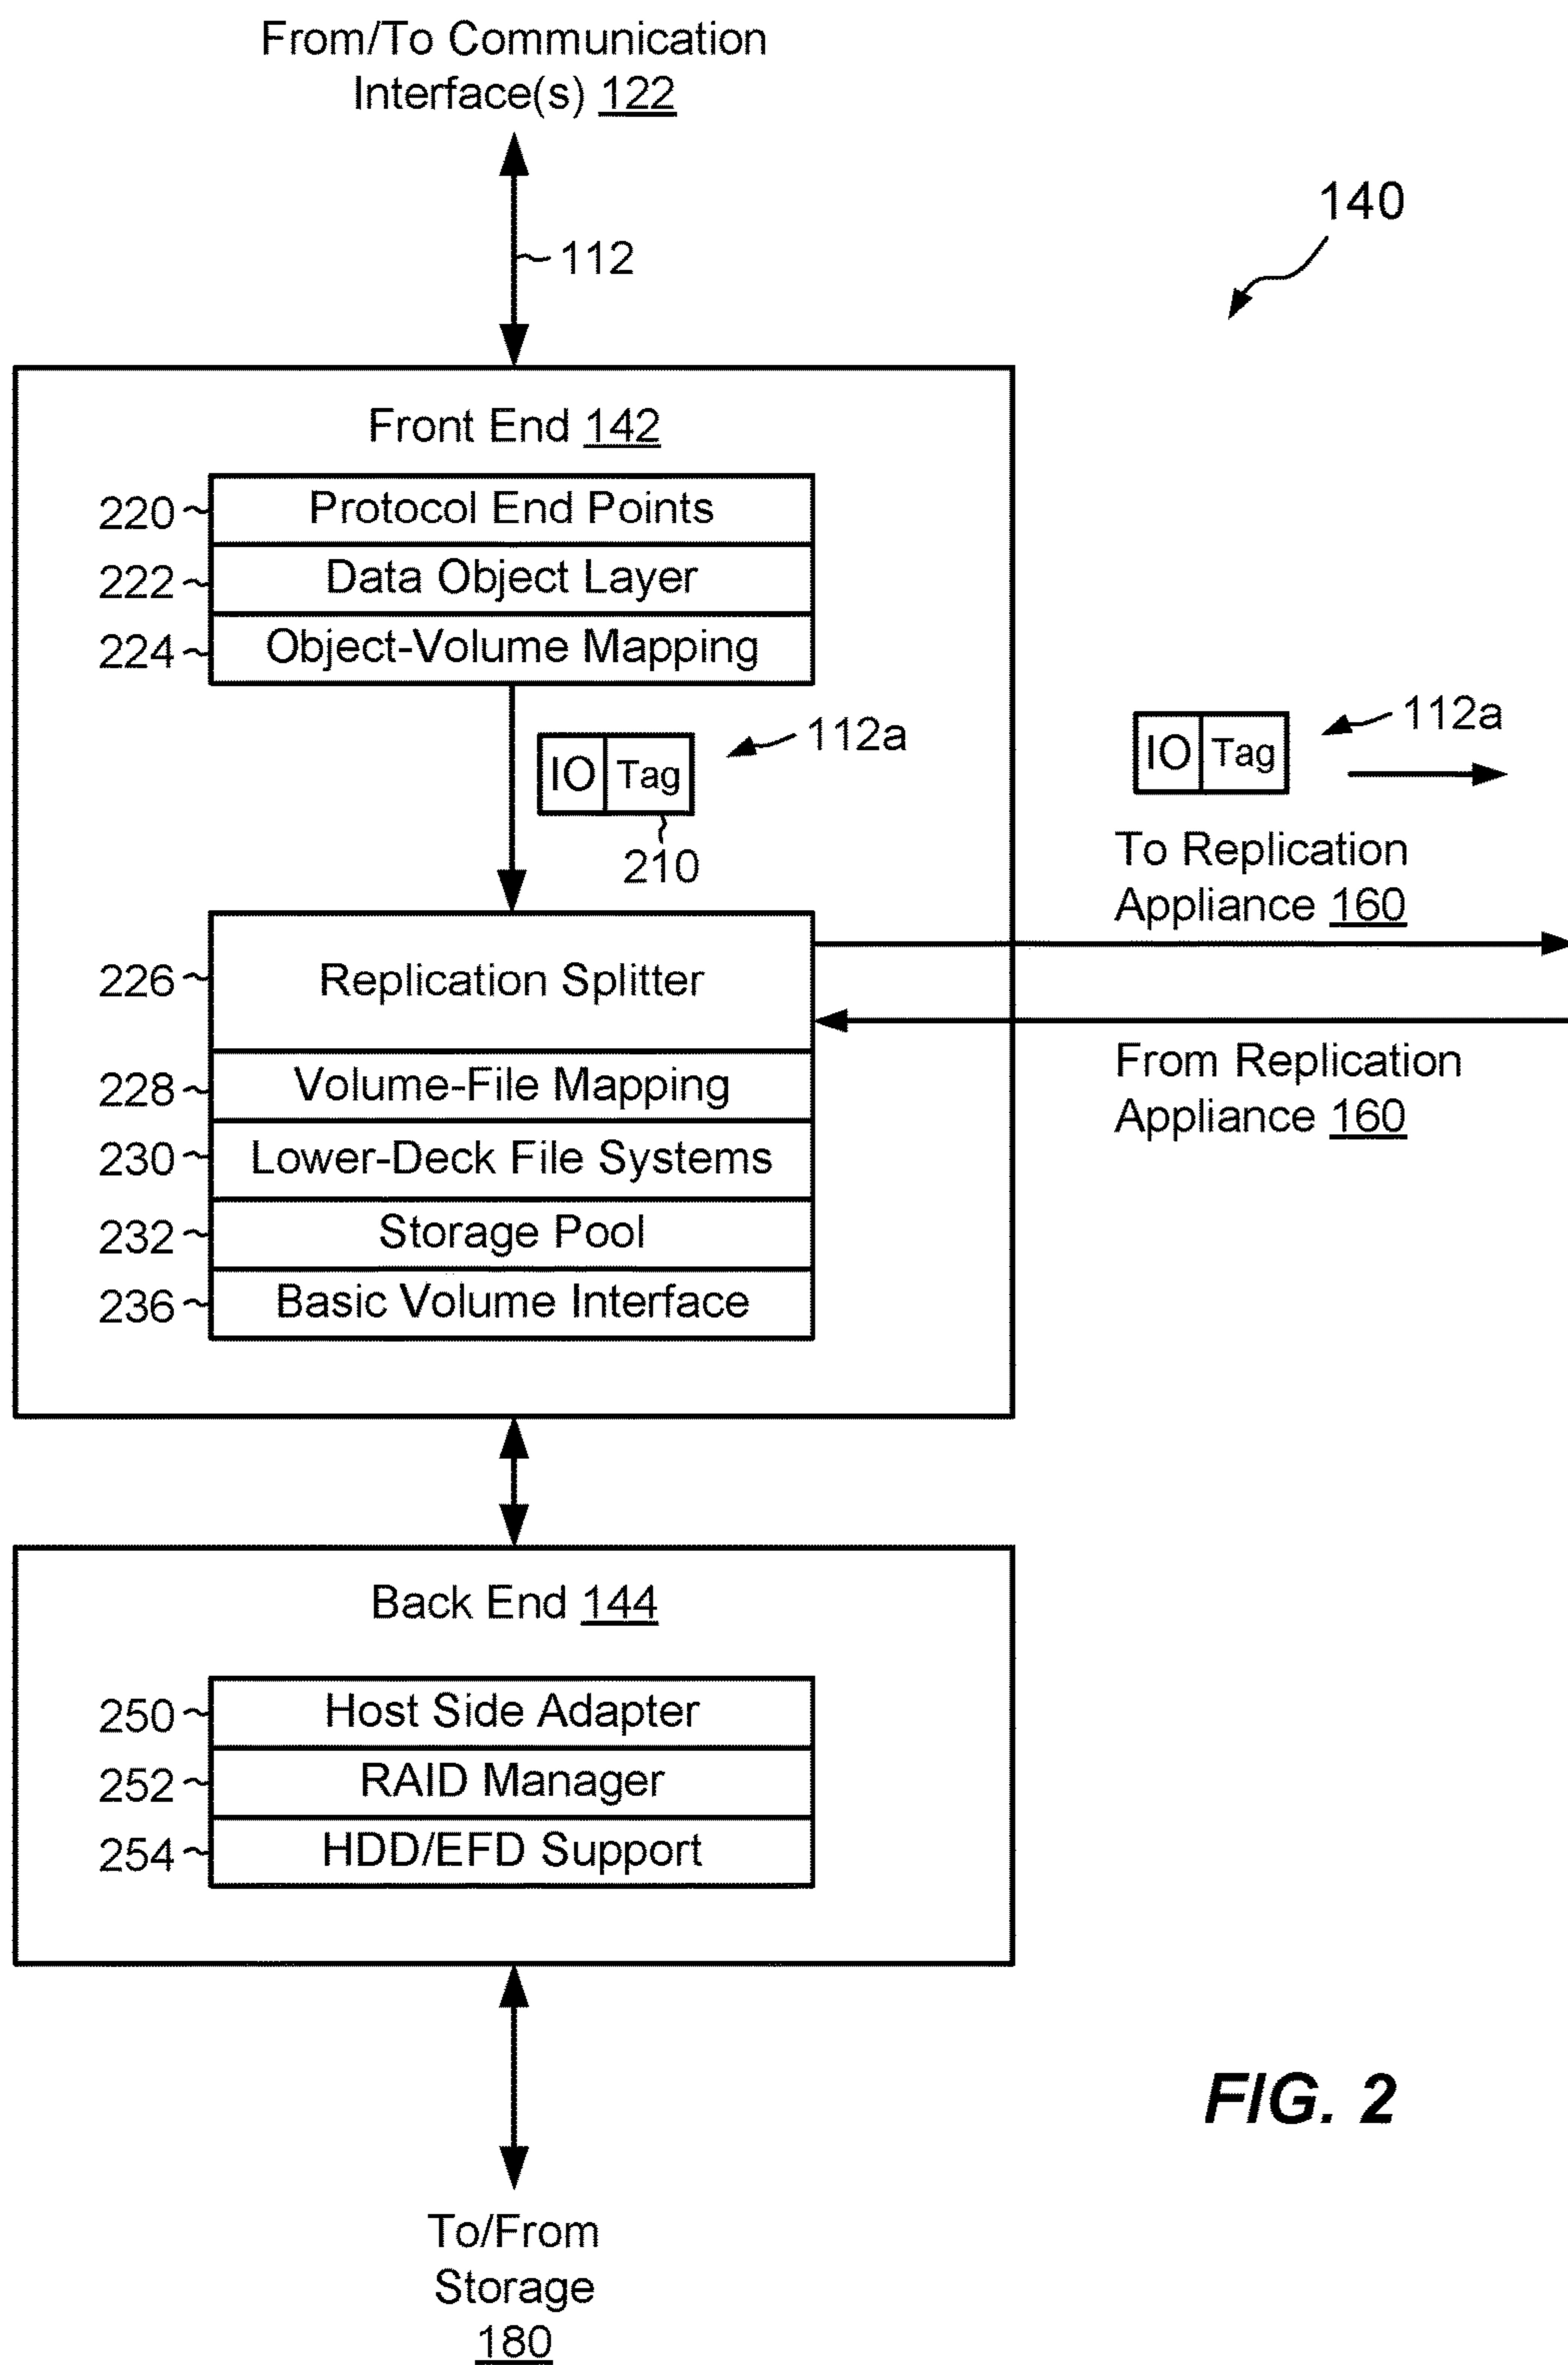 From/To Communication
Interface(s) 122
112
140
Front End 142
220 Protocol End Points
222 Data Object Layer
224 Object-Volume Mapping
IO Tag 112a
210
IO Tag 112a
To Replication
Appliance 160
226 Replication Splitter
From Replication
Appliance 160
228 Volume-File Mapping
230 Lower-Deck File Systems
232 Storage Pool
236 Basic Volume Interface
Back End 144
250 Host Side Adapter
252 RAID Manager
254 HDD/EFD Support
FIG. 2
To/From
Storage
180